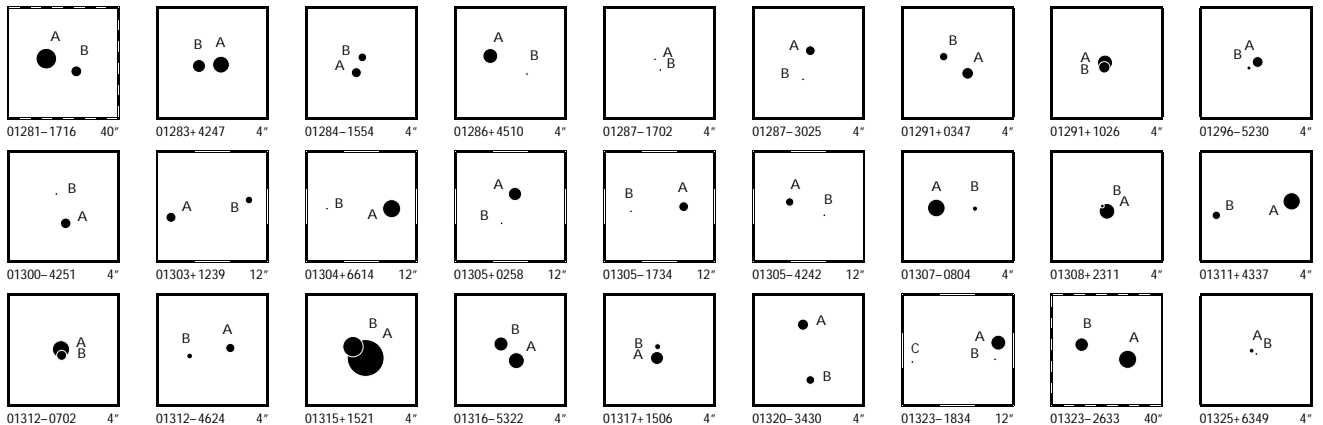 A B A B A B A B A B A B A B A B A B
01281−1716 40″ 01283+4247 4″ 01284−1554 4″ 01286+4510 4″ 01287−1702 4″ 01287−3025 4″ 01291+0347 4″ 01291+1026 4″ 01296−5230 4″
B A A B B A A B B A A B A B B A B A
01300−4251 4″ 01303+1239 12″ 01304+6614 12″ 01305+0258 12″ 01305−1734 12″ 01305−4242 12″ 01307−0804 4″ 01308+2311 4″ 01311+4337 4″
A B B A B A B A B A A B C A B B A A B
01312−0702 4″ 01312−4624 4″ 01315+1521 4″ 01316−5322 4″ 01317+1506 4″ 01320−3430 4″ 01323−1834 12″ 01323−2633 40″ 01325+6349 4″